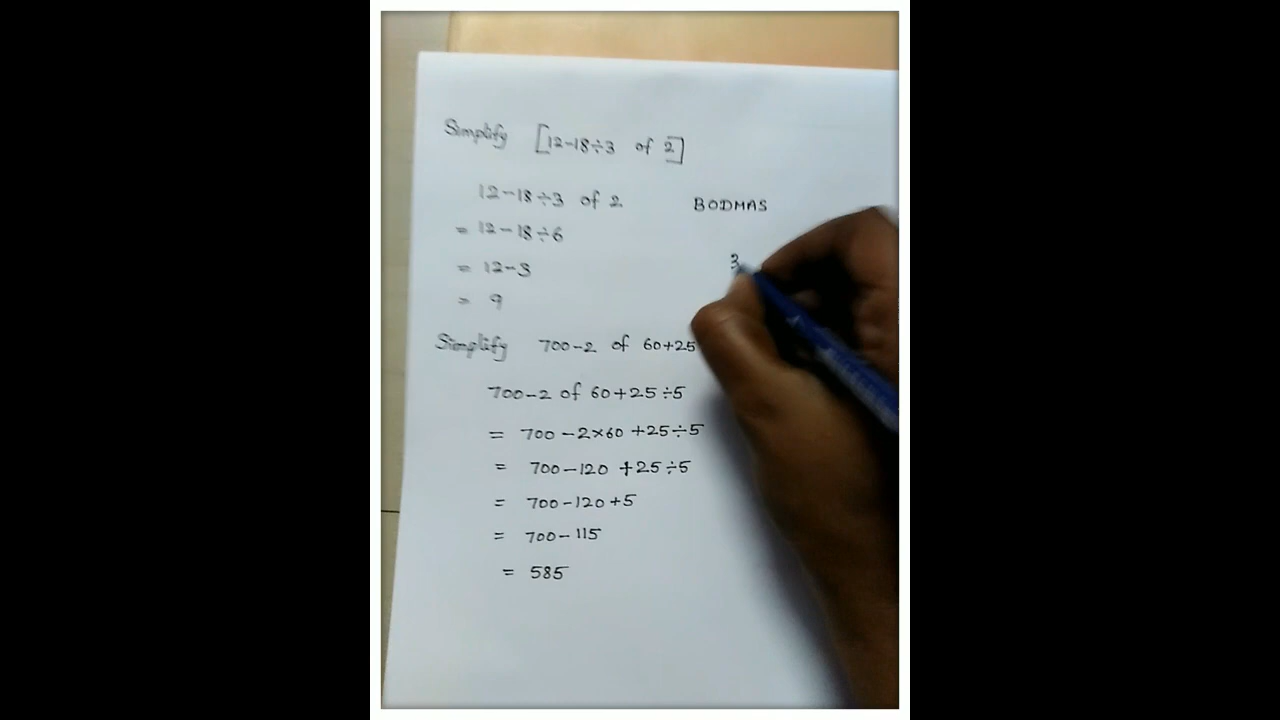 Simplify [12-18÷3 of 2]
12-18÷3 of 2
BODMAS
= 12-18÷6
3
= 12-3
= 9
Simplify 700-2 of 60+25
700-2 of 60+25÷5
= 700-2×60+25÷5
= 700-120+25÷5
= 700-120+5
= 700-115
= 585